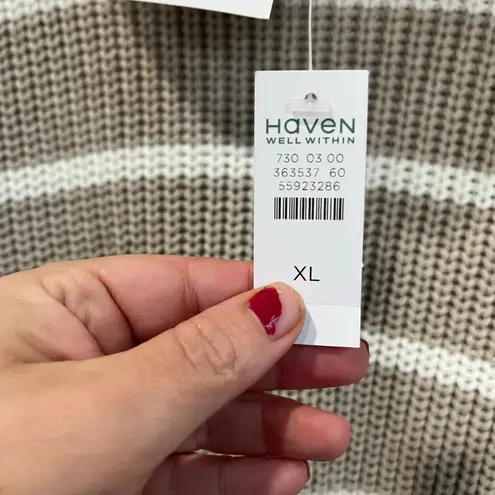 HAVEN
WELL WITHIN
730 03 00
363537 60
55923286
XL